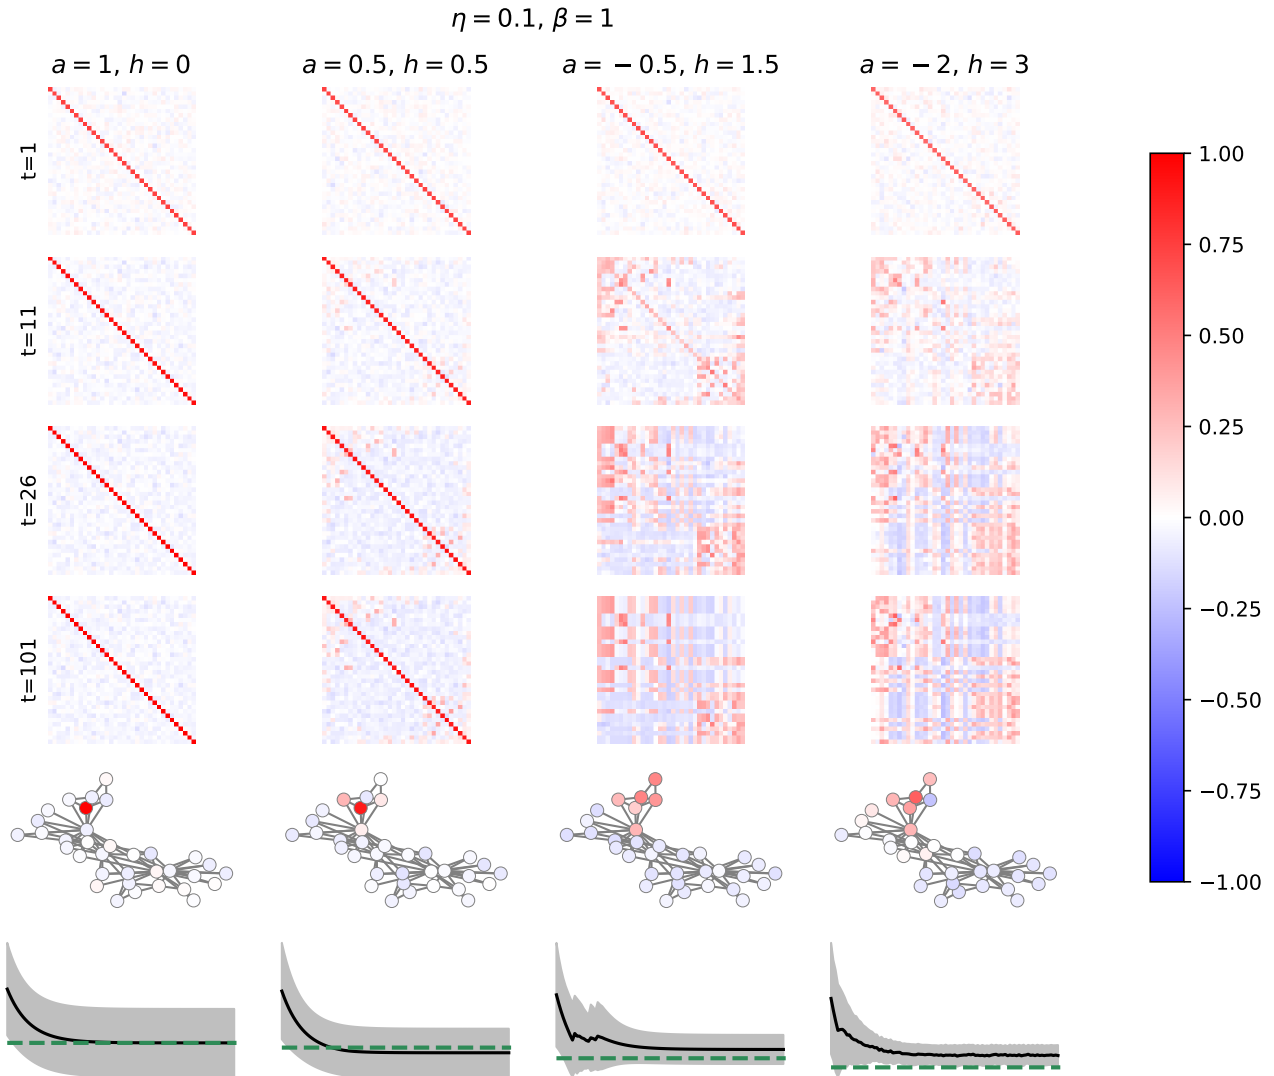 η = 0.1, β = 1
a = 1, h = 0
a = 0.5, h = 0.5
a = − 0.5, h = 1.5
a = − 2, h = 3
t=1
t=11
t=26
t=101
1.00
0.75
0.50
0.25
0.00
−0.25
−0.50
−0.75
−1.00